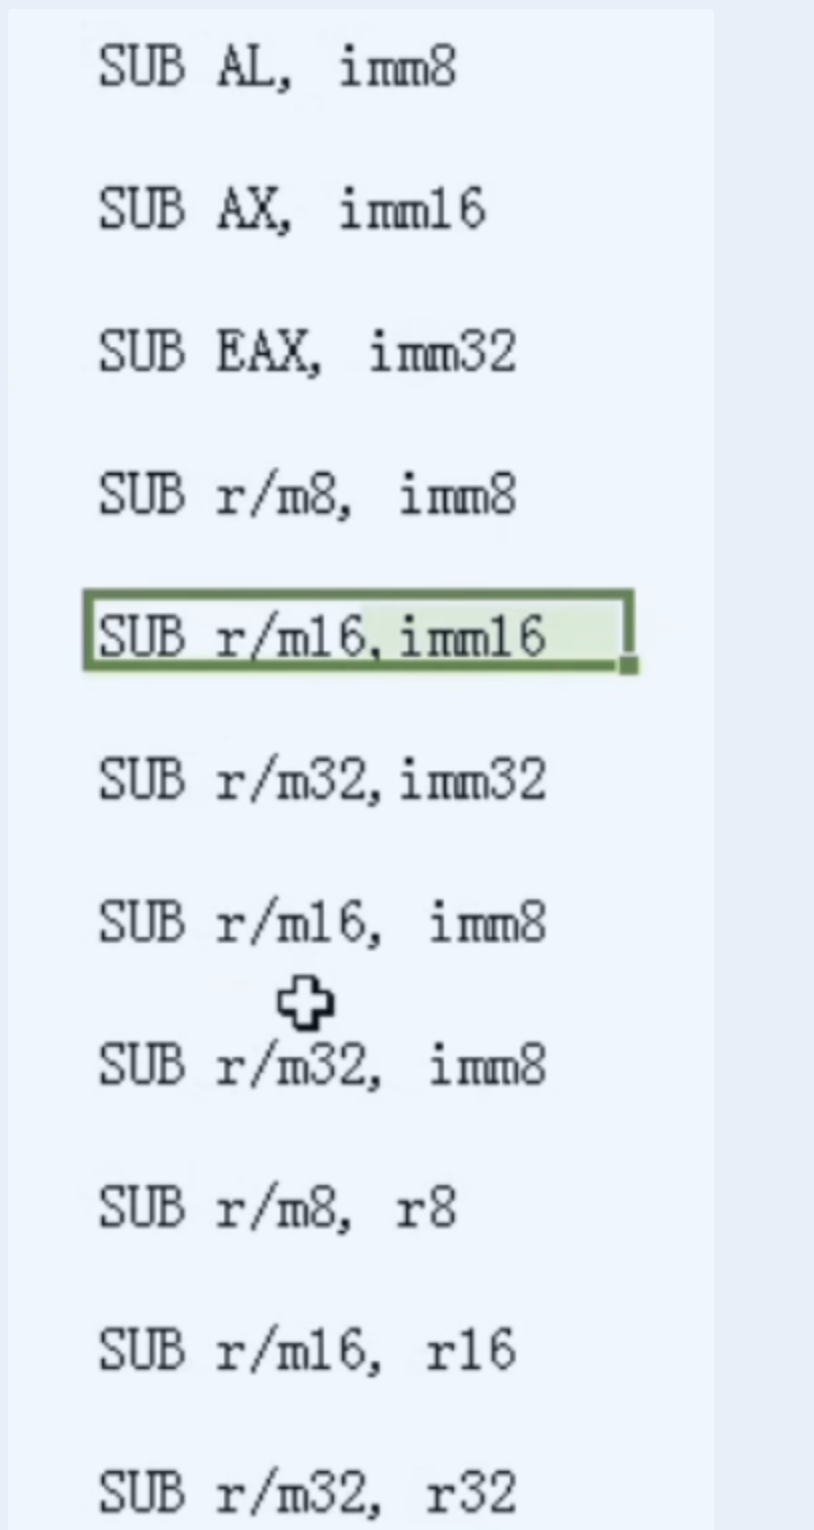 SUB AL, imm8
SUB AX, imm16
SUB EAX, imm32
SUB r/m8, imm8
SUB r/m16,imm16
SUB r/m32,imm32
SUB r/m16, imm8
SUB r/m32, imm8
SUB r/m8, r8
SUB r/m16, r16
SUB r/m32, r32